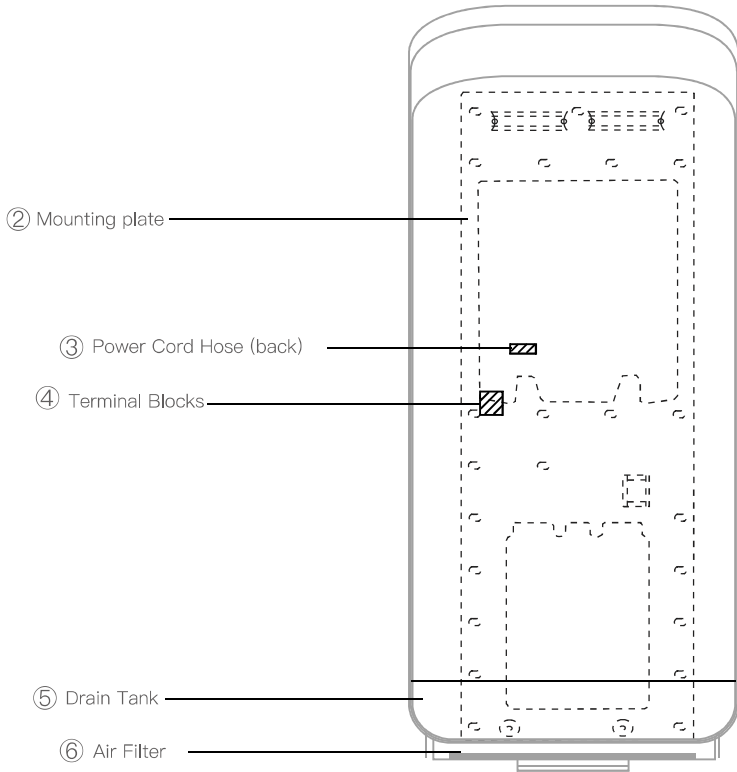 ② Mounting plate
③ Power Cord Hose (back)
④ Terminal Blocks
⑤ Drain Tank
⑥ Air Filter